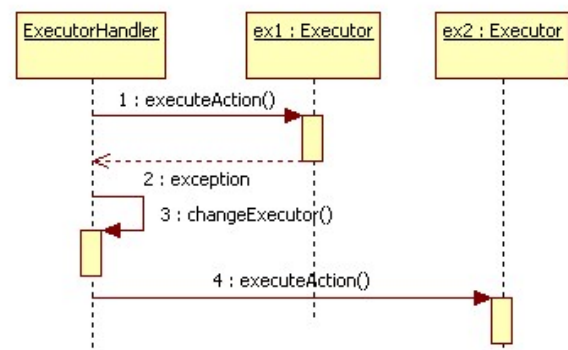 ExecutorHandler
ex1 : Executor
ex2 : Executor
1 : executeAction()
2 : exception
3 : changeExecutor()
4 : executeAction()